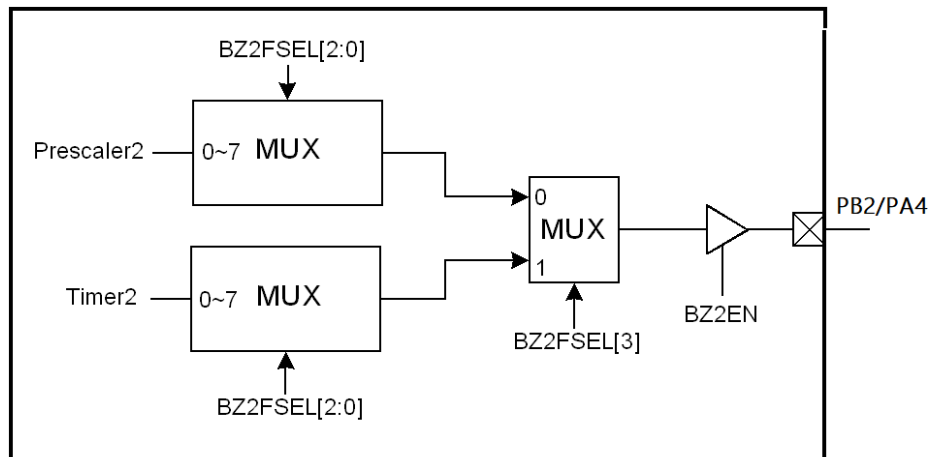 BZ2FSEL[2:0]
Prescaler2
0~7 MUX
0
MUX
1
PB2/PA4
Timer2
0~7 MUX
BZ2EN
BZ2FSEL[3]
BZ2FSEL[2:0]